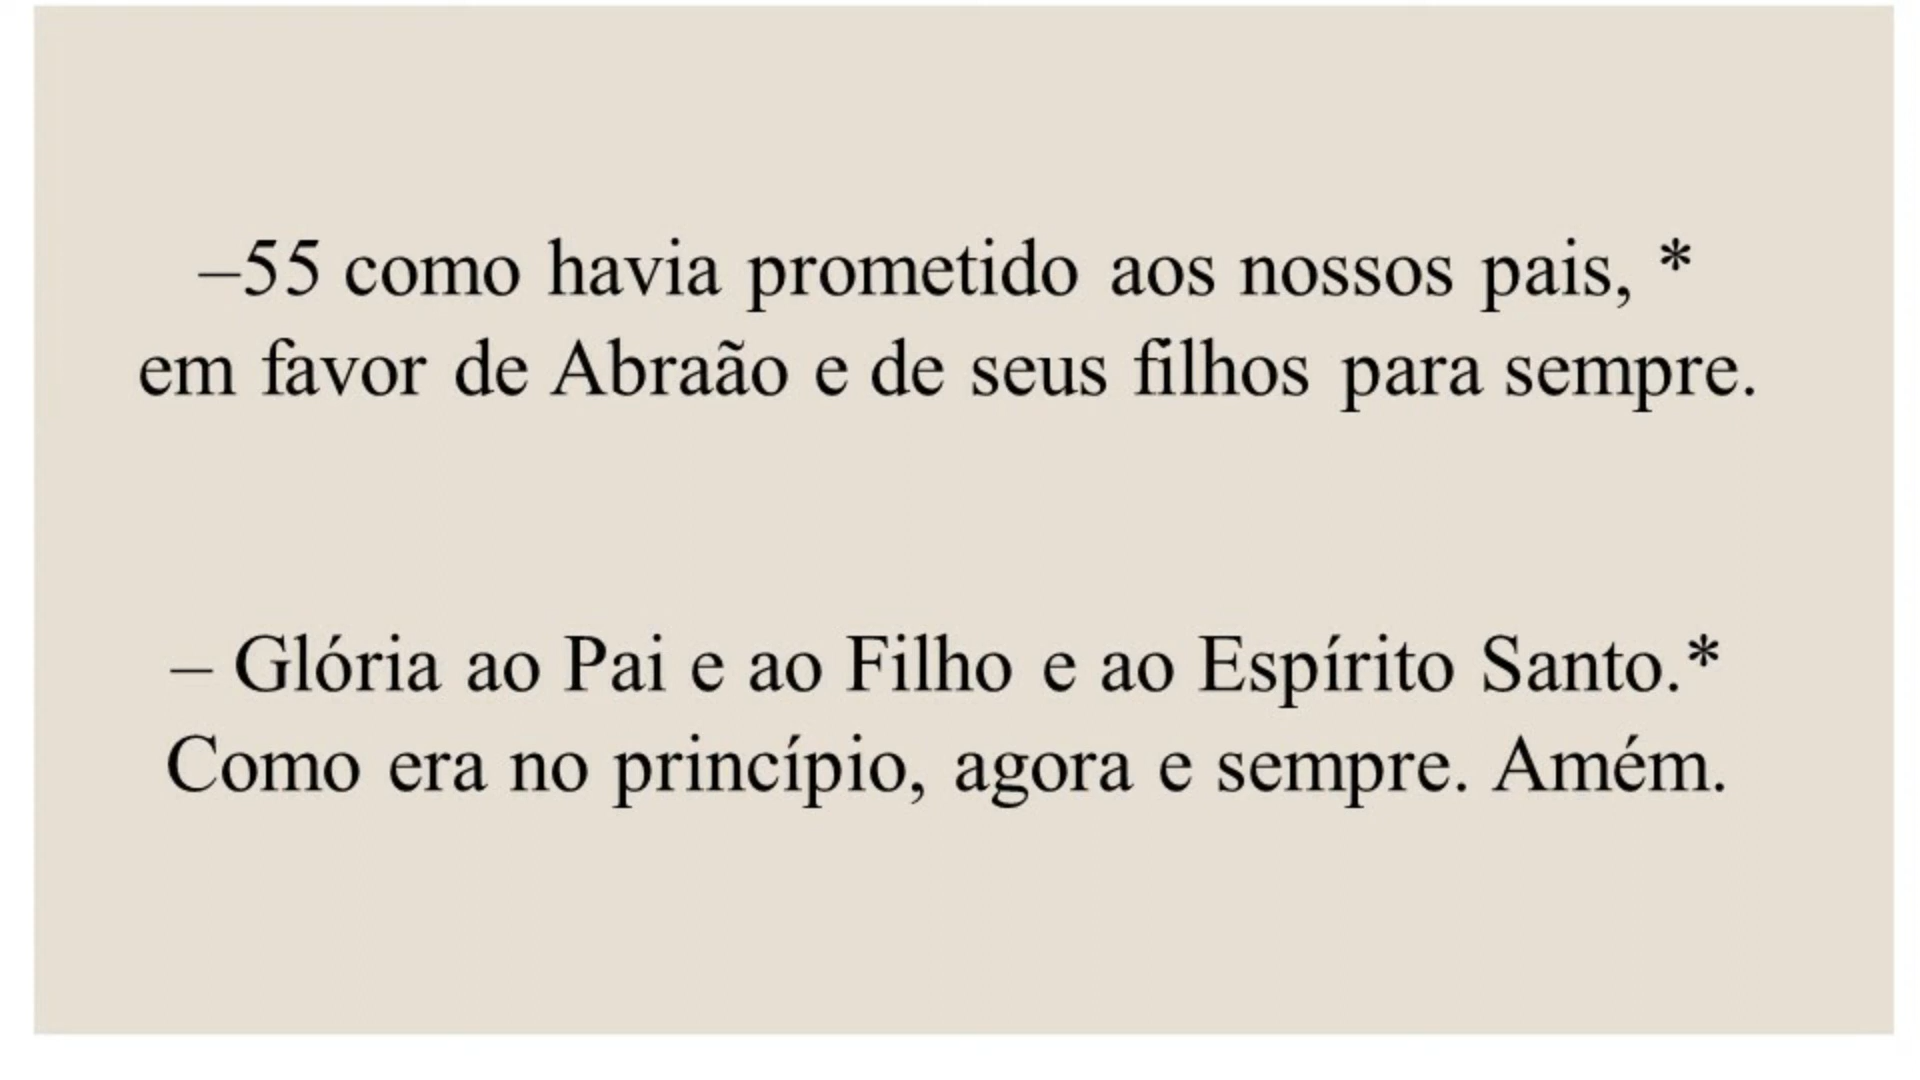 –55 como havia prometido aos nossos pais, *
em favor de Abraão e de seus filhos para sempre.
– Glória ao Pai e ao Filho e ao Espírito Santo.*
Como era no princípio, agora e sempre. Amém.